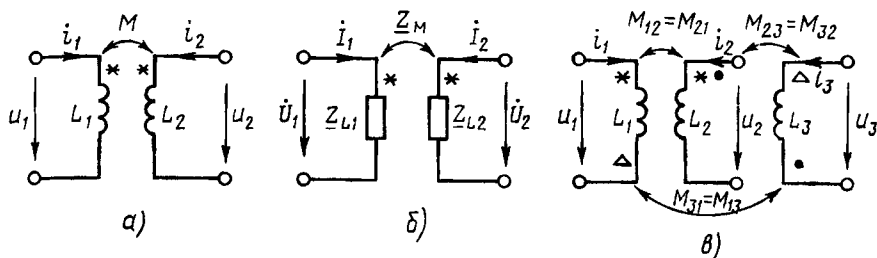 M
i₁ i₂
* *
u₁ L₁ L₂ u₂
а)
Z_M
İ₁ İ₂
* *
U̇₁ Z_L1 Z_L2 U̇₂
б)
M₁₂=M₂₁ M₂₃=M₃₂
i₁ i₂ i₃
* *
u₁ L₁ L₂ u₂ L₃ u₃
M₃₁=M₁₃
в)